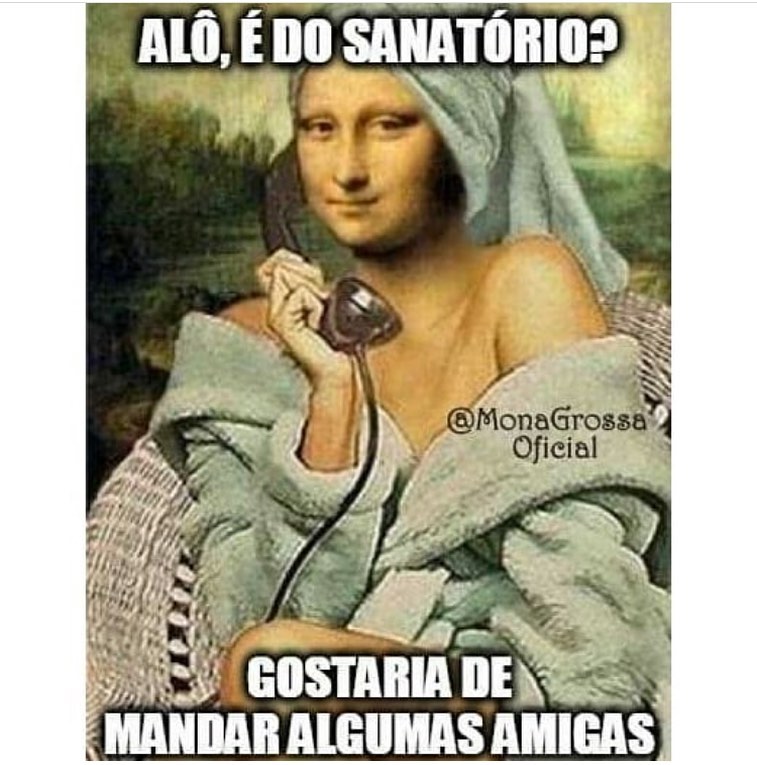 ALÔ, É DO SANATÓRIO?
@MonaGrossa
Oficial
GOSTARIA DE
MANDAR ALGUMAS AMIGAS